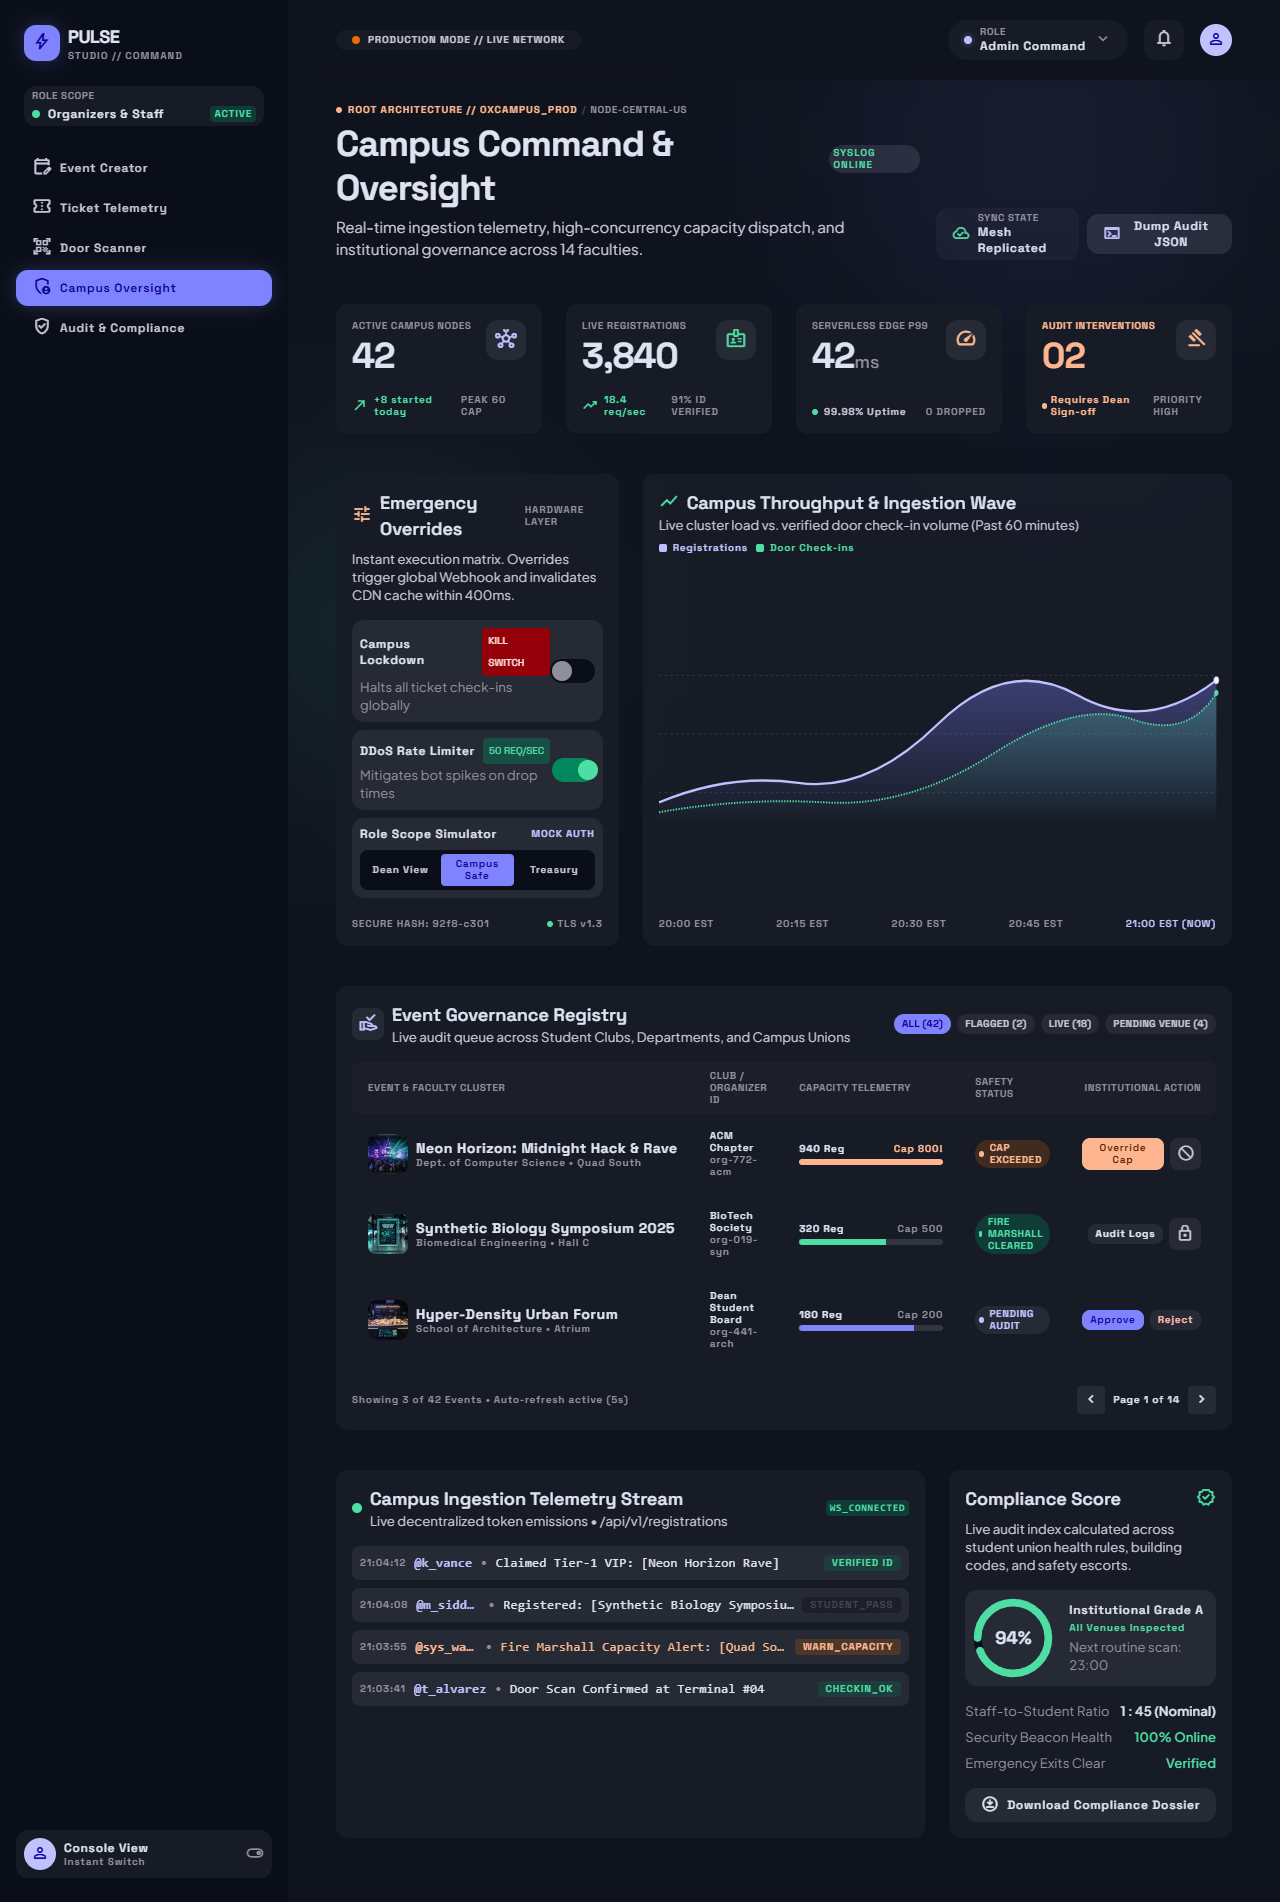 PULSE
STUDIO // COMMAND
ROLE SCOPE
Organizers & Staff
ACTIVE
Event Creator
Ticket Telemetry
Door Scanner
Campus Oversight
Audit & Compliance
Console View
Instant Switch
PRODUCTION MODE // LIVE NETWORK
ROLE
Admin Command
ROOT ARCHITECTURE // OXCAMPUS_PROD / NODE-CENTRAL-US
Campus Command &
Oversight
SYSLOG
ONLINE
Real-time ingestion telemetry, high-concurrency capacity dispatch, and
institutional governance across 14 faculties.
SYNC STATE
Mesh
Replicated
Dump Audit
JSON
ACTIVE CAMPUS NODES
42
+8 started
today
PEAK 60
CAP
LIVE REGISTRATIONS
3,840
18.4
req/sec
91% ID
VERIFIED
SERVERLESS EDGE P99
42ms
99.98% Uptime
0 DROPPED
AUDIT INTERVENTIONS
02
Requires Dean
Sign-off
PRIORITY
HIGH
Emergency
Overrides
HARDWARE
LAYER
Instant execution matrix. Overrides
trigger global Webhook and invalidates
CDN cache within 400ms.
Campus
Lockdown
KILL
SWITCH
Halts all ticket check-ins
globally
DDoS Rate Limiter
50 REQ/SEC
Mitigates bot spikes on drop
times
Role Scope Simulator
MOCK AUTH
Dean View
Campus
Safe
Treasury
SECURE HASH: 92f8-c301
TLS v1.3
Campus Throughput & Ingestion Wave
Live cluster load vs. verified door check-in volume (Past 60 minutes)
Registrations
Door Check-ins
20:00 EST
20:15 EST
20:30 EST
20:45 EST
21:00 EST (NOW)
Event Governance Registry
Live audit queue across Student Clubs, Departments, and Campus Unions
ALL (42)
FLAGGED (2)
LIVE (18)
PENDING VENUE (4)
EVENT & FACULTY CLUSTER
CLUB /
ORGANIZER
ID
CAPACITY TELEMETRY
SAFETY
STATUS
INSTITUTIONAL ACTION
Neon Horizon: Midnight Hack & Rave
Dept. of Computer Science • Quad South
ACM
Chapter
org-772-
acm
940 Reg
Cap 800!
CAP
EXCEEDED
Override
Cap
Synthetic Biology Symposium 2025
Biomedical Engineering • Hall C
BioTech
Society
org-019-
syn
320 Reg
Cap 500
FIRE
MARSHALL
CLEARED
Audit Logs
Hyper-Density Urban Forum
School of Architecture • Atrium
Dean
Student
Board
org-441-
arch
180 Reg
Cap 200
PENDING
AUDIT
Approve
Reject
Showing 3 of 42 Events • Auto-refresh active (5s)
Page 1 of 14
Campus Ingestion Telemetry Stream
Live decentralized token emissions • /api/v1/registrations
WS_CONNECTED
21:04:12 @k_vance • Claimed Tier-1 VIP: [Neon Horizon Rave] VERIFIED ID
21:04:08 @m_sidd… • Registered: [Synthetic Biology Symposiu… STUDENT_PASS
21:03:55 @sys_wa… • Fire Marshall Capacity Alert: [Quad So… WARN_CAPACITY
21:03:41 @t_alvarez • Door Scan Confirmed at Terminal #04 CHECKIN_OK
Compliance Score
Live audit index calculated across
student union health rules, building
codes, and safety escorts.
94%
Institutional Grade A
All Venues Inspected
Next routine scan:
23:00
Staff-to-Student Ratio
1 : 45 (Nominal)
Security Beacon Health
100% Online
Emergency Exits Clear
Verified
Download Compliance Dossier